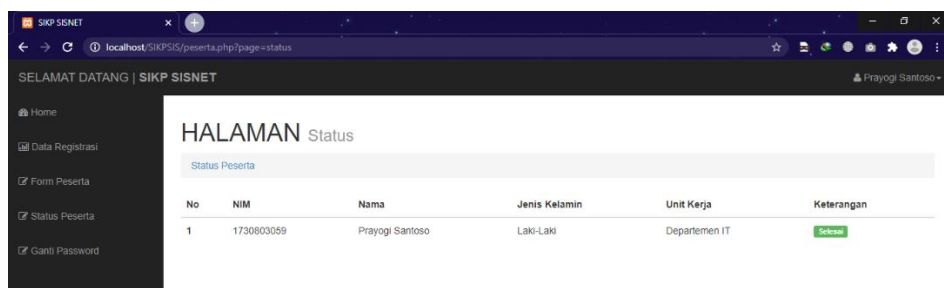 SIKP SISNET
localhost/SIKPSIS/peserta.php?page=status
SELAMAT DATANG | SIKP SISNET
Prayogi Santoso
Home
Data Registrasi
Form Peserta
Status Peserta
Ganti Password
HALAMAN Status
Status Peserta
No NIM Nama Jenis Kelamin Unit Kerja Keterangan
1 1730803059 Prayogi Santoso Laki-Laki Departemen IT Selesai